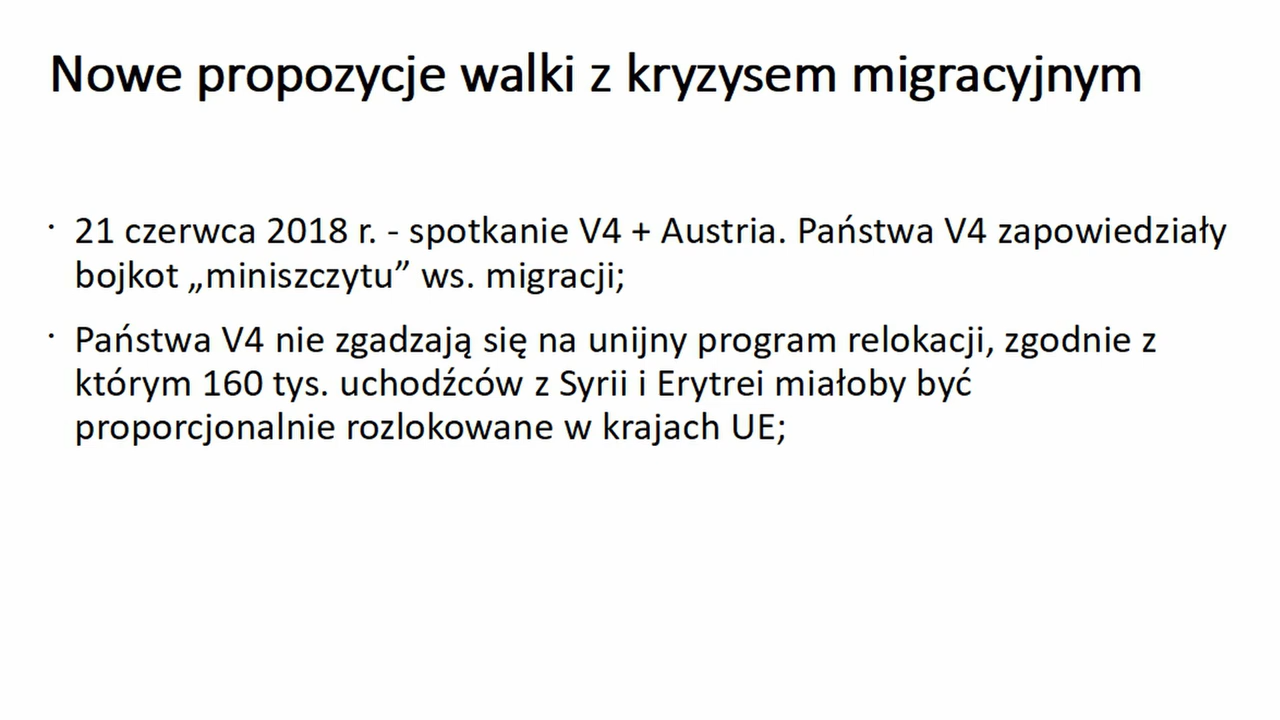 Nowe propozycje walki z kryzysem migracyjnym
· 21 czerwca 2018 r. - spotkanie V4 + Austria. Państwa V4 zapowiedziały
bojkot „miniszczytu” ws. migracji;
· Państwa V4 nie zgadzają się na unijny program relokacji, zgodnie z
którym 160 tys. uchodźców z Syrii i Erytrei miałoby być
proporcjonalnie rozlokowane w krajach UE;